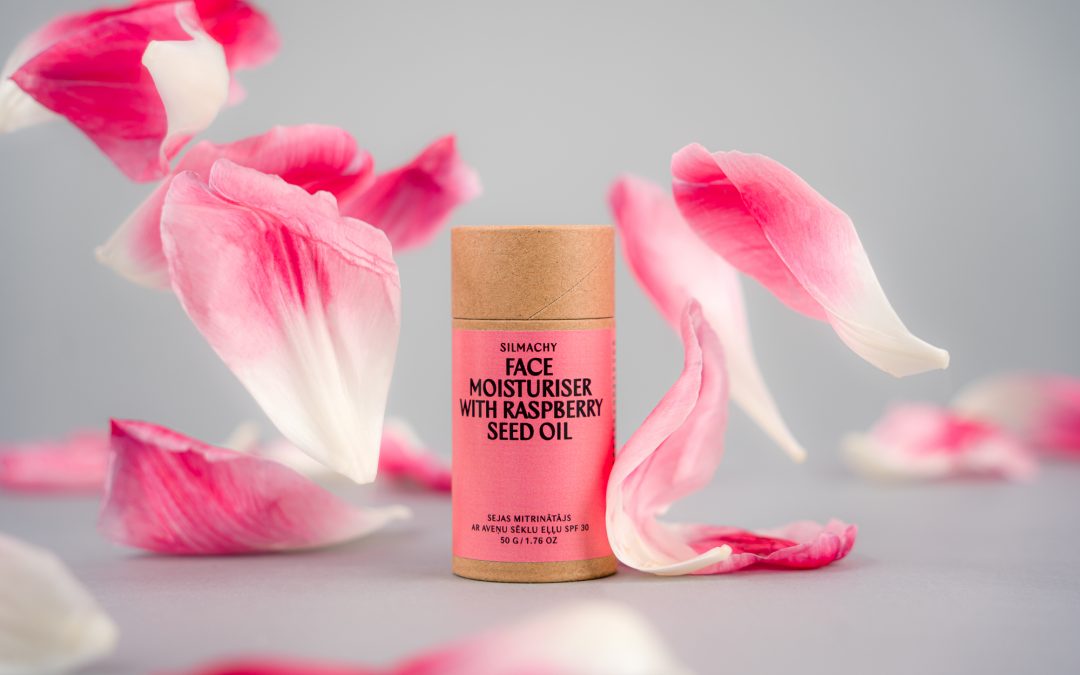 SILMACHY
FACE
MOISTURISER
WITH RASPBERRY
SEED OIL
SEJAS MITRINĀTĀJS
AR AVEŅU SĒKLU EĻĻU SPF 30
50 G / 1.76 OZ